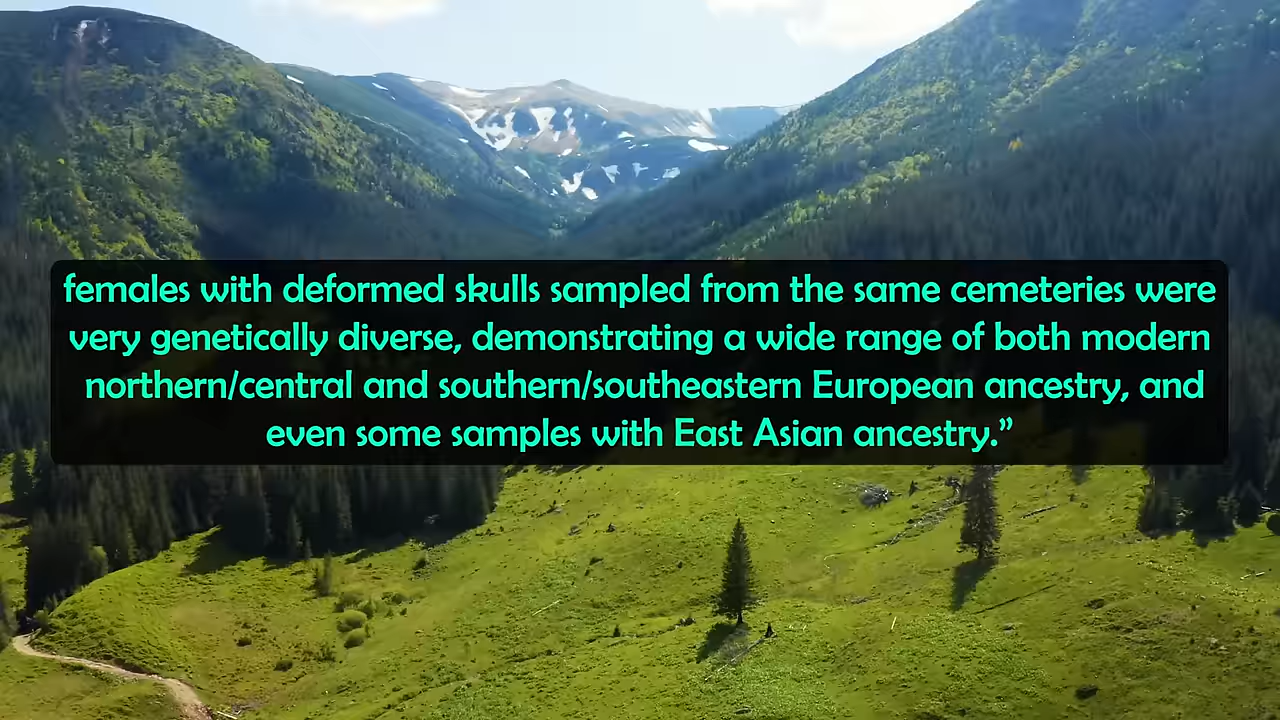 females with deformed skulls sampled from the same cemeteries were
very genetically diverse, demonstrating a wide range of both modern
northern/central and southern/southeastern European ancestry, and
even some samples with East Asian ancestry.”